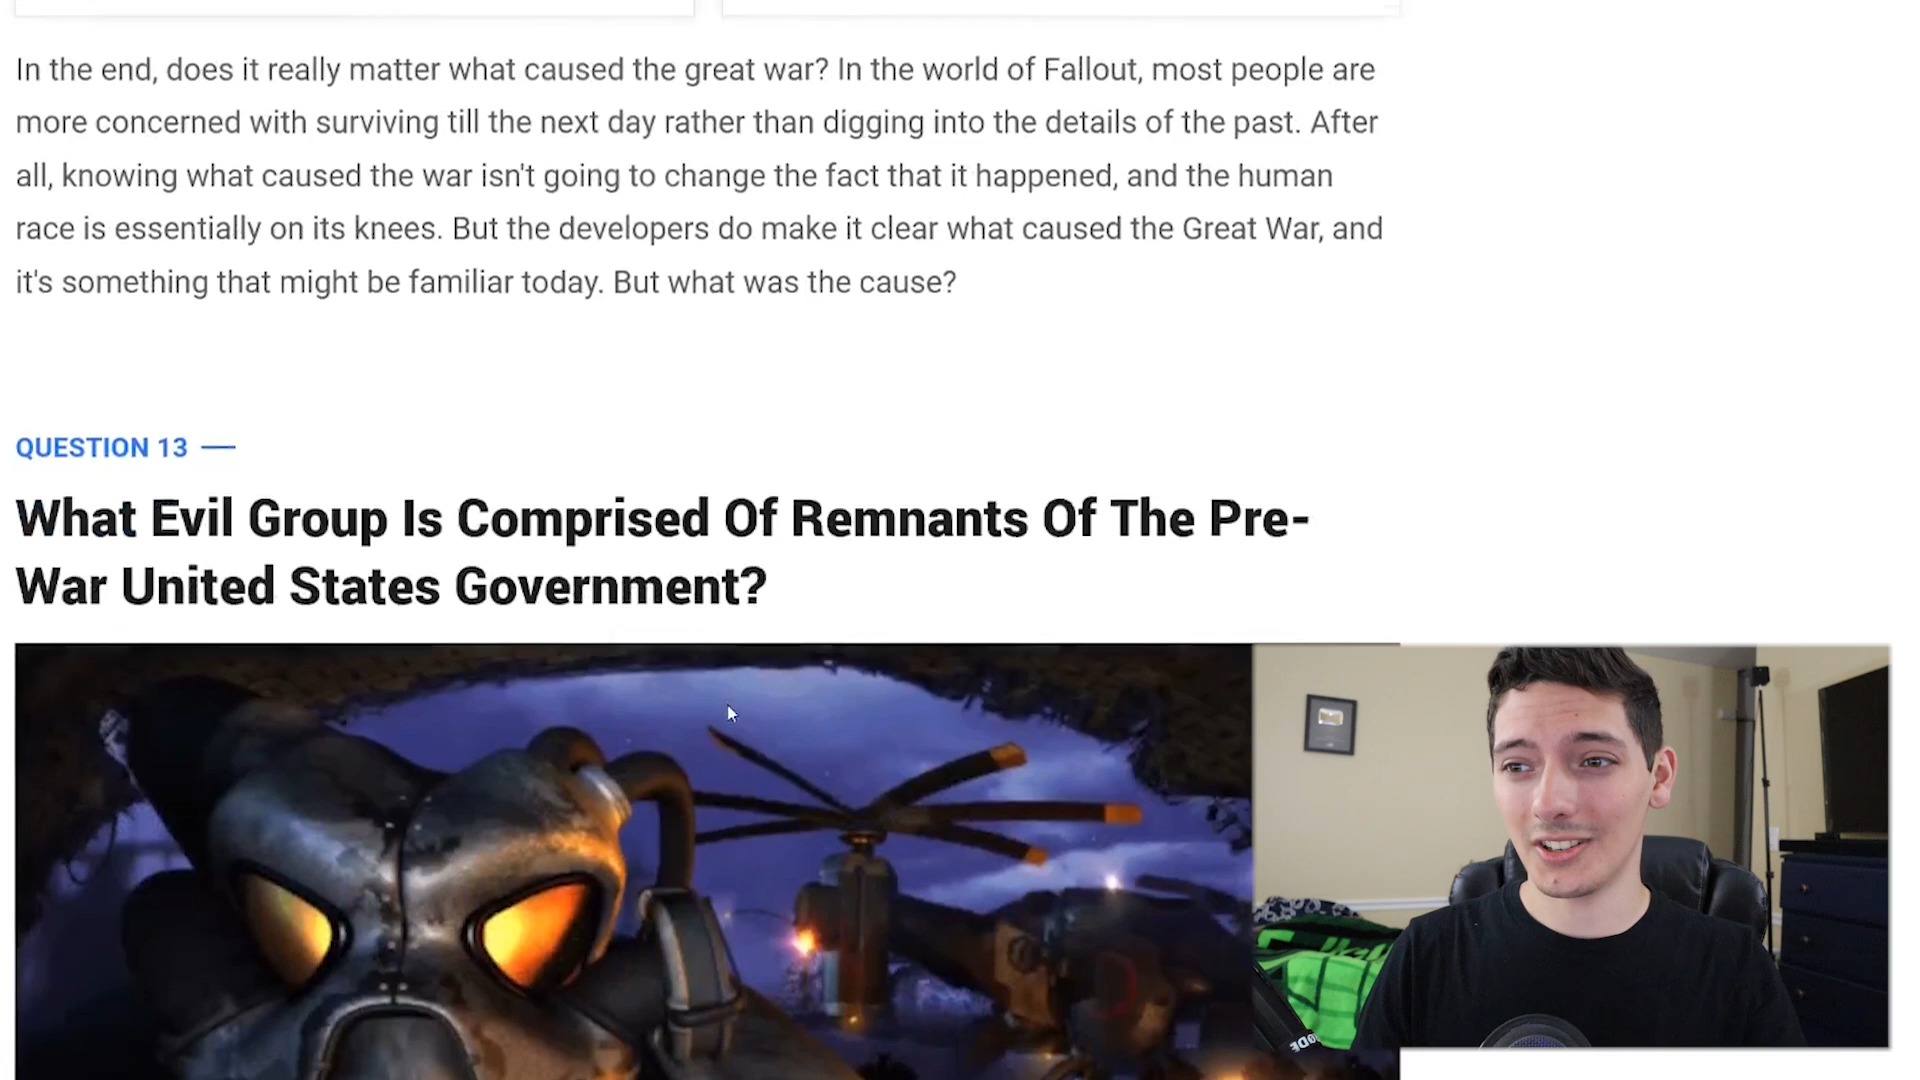 In the end, does it really matter what caused the great war? In the world of Fallout, most people are
more concerned with surviving till the next day rather than digging into the details of the past. After
all, knowing what caused the war isn't going to change the fact that it happened, and the human
race is essentially on its knees. But the developers do make it clear what caused the Great War, and
it's something that might be familiar today. But what was the cause?
QUESTION 13
What Evil Group Is Comprised Of Remnants Of The Pre-
War United States Government?